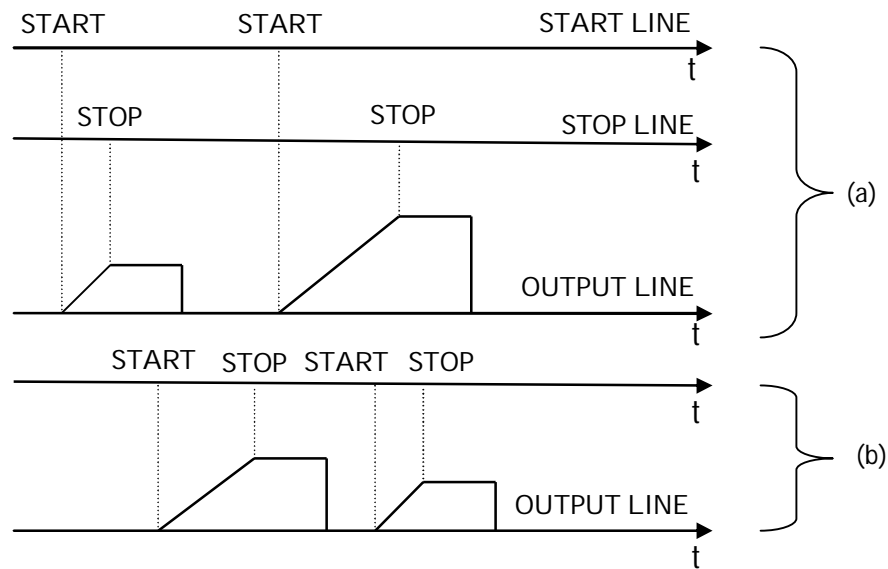 START START START LINE
t
STOP STOP STOP LINE
t
(a)
OUTPUT LINE
t
START STOP START STOP
t
(b)
OUTPUT LINE
t